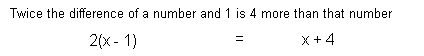 Twice the difference of a number and 1 is 4 more than that number
2(x - 1) = x + 4